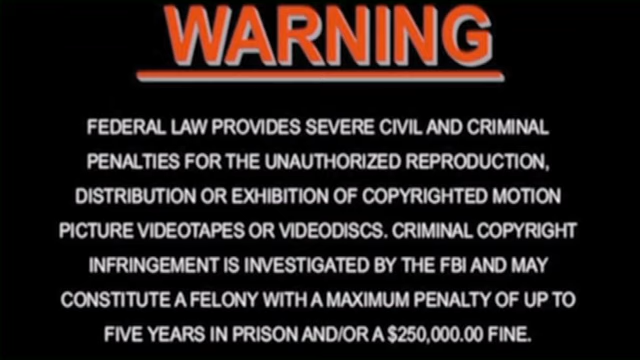 WARNING
FEDERAL LAW PROVIDES SEVERE CIVIL AND CRIMINAL
PENALTIES FOR THE UNAUTHORIZED REPRODUCTION,
DISTRIBUTION OR EXHIBITION OF COPYRIGHTED MOTION
PICTURE VIDEOTAPES OR VIDEODISCS. CRIMINAL COPYRIGHT
INFRINGEMENT IS INVESTIGATED BY THE FBI AND MAY
CONSTITUTE A FELONY WITH A MAXIMUM PENALTY OF UP TO
FIVE YEARS IN PRISON AND/OR A $250,000.00 FINE.